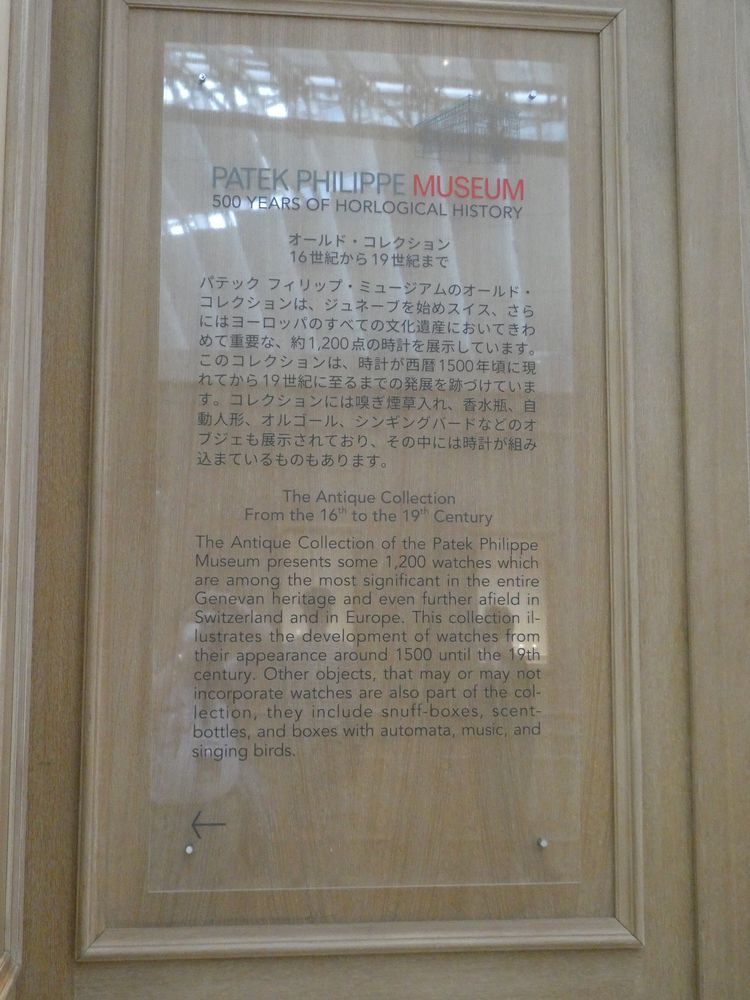 PATEK PHILIPPE MUSEUM
500 YEARS OF HORLOGICAL HISTORY
オールド・コレクション
16世紀から19世紀まで
パテック フィリップ・ミュージアムのオールド・
コレクションは、ジュネーブを始めスイス、さら
にはヨーロッパのすべての文化遺産においてきわ
めて重要な、約1,200点の時計を展示しています。
このコレクションは、時計が西暦1500年頃に現
れてから19世紀に至るまでの発展を跡づけていま
す。コレクションには嗅ぎ煙草入れ、香水瓶、自
動人形、オルゴール、シンギングバードなどのオ
ブジェも展示されており、その中には時計が組み
込まているものもあります。
The Antique Collection
From the 16th to the 19th Century
The Antique Collection of the Patek Philippe
Museum presents some 1,200 watches which
are among the most significant in the entire
Genevan heritage and even further afield in
Switzerland and in Europe. This collection il-
lustrates the development of watches from
their appearance around 1500 until the 19th
century. Other objects, that may or may not
incorporate watches are also part of the col-
lection, they include snuff-boxes, scent-
bottles, and boxes with automata, music, and
singing birds.